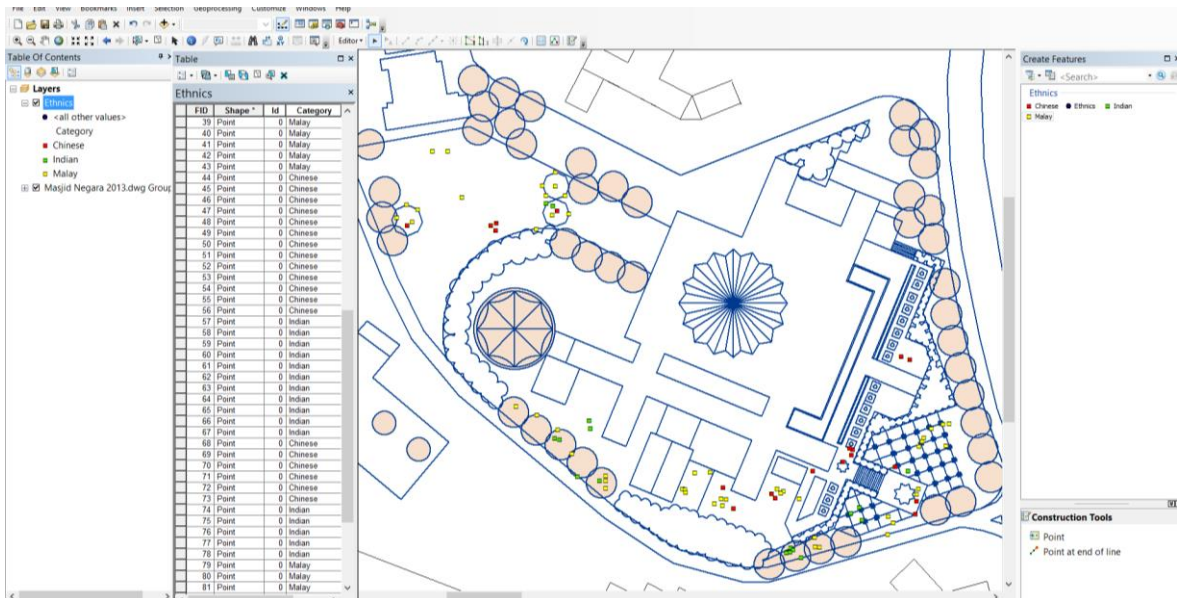 File Edit View Bookmarks Insert Selection Geoprocessing Customize Windows Help
Editor
Table Of Contents
Layers
Ethnics
<all other values>
Category
Chinese
Indian
Malay
Masjid Negara 2013.dwg Group
Table
Ethnics
FID Shape * Id Category
39 Point 0 Malay
40 Point 0 Malay
41 Point 0 Malay
42 Point 0 Malay
43 Point 0 Malay
44 Point 0 Chinese
45 Point 0 Chinese
46 Point 0 Chinese
47 Point 0 Chinese
48 Point 0 Chinese
49 Point 0 Chinese
50 Point 0 Chinese
51 Point 0 Chinese
52 Point 0 Chinese
53 Point 0 Chinese
54 Point 0 Chinese
55 Point 0 Chinese
56 Point 0 Chinese
57 Point 0 Indian
58 Point 0 Indian
59 Point 0 Indian
60 Point 0 Indian
61 Point 0 Indian
62 Point 0 Indian
63 Point 0 Indian
64 Point 0 Indian
65 Point 0 Indian
66 Point 0 Indian
67 Point 0 Indian
68 Point 0 Chinese
69 Point 0 Chinese
70 Point 0 Chinese
71 Point 0 Chinese
72 Point 0 Chinese
73 Point 0 Chinese
74 Point 0 Indian
75 Point 0 Indian
76 Point 0 Indian
77 Point 0 Indian
78 Point 0 Indian
79 Point 0 Malay
80 Point 0 Malay
81 Point 0 Malay
Create Features
<Search>
Ethnics
Chinese Ethnics Indian
Malay
Construction Tools
Point
Point at end of line